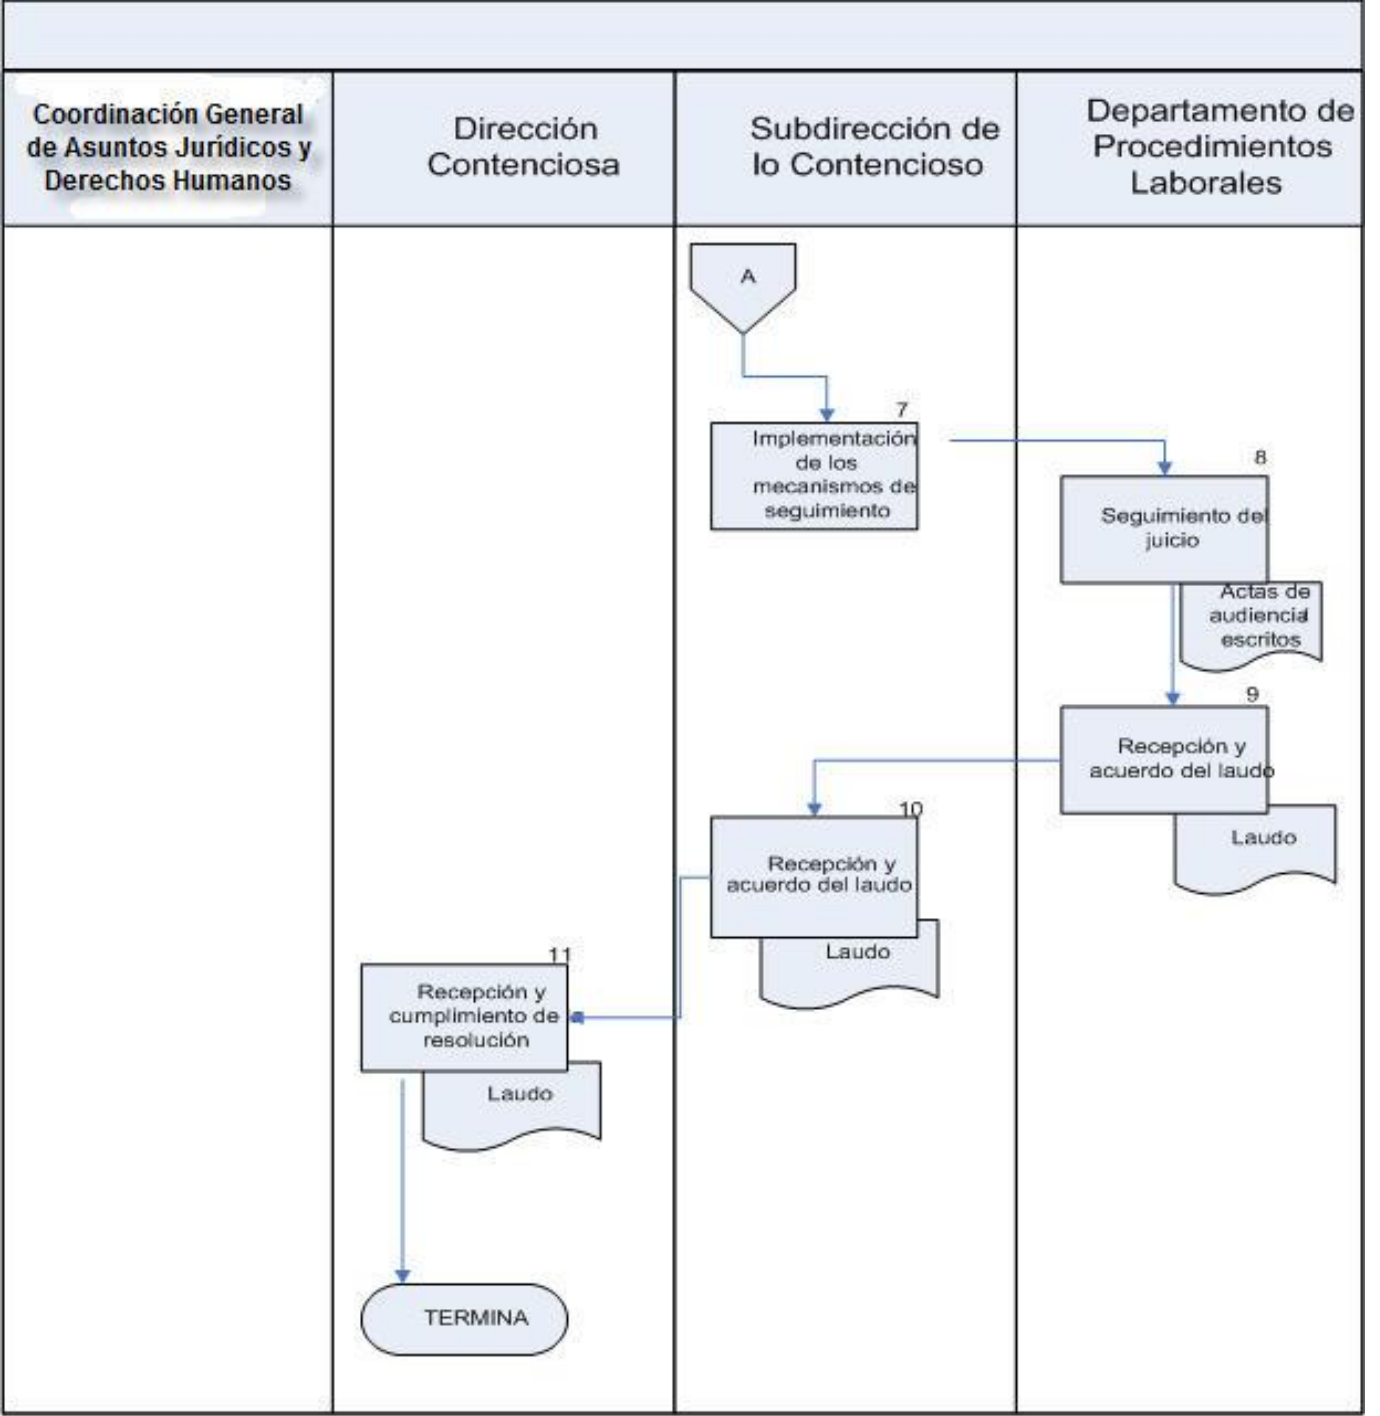 Coordinación General
de Asuntos Jurídicos y
Derechos Humanos
Dirección
Contenciosa
Subdirección de
lo Contencioso
Departamento de
Procedimientos
Laborales
A
7
Implementación
de los
mecanismos de
seguimiento
8
Seguimiento del
juicio
Actas de
audiencia
escritos
9
Recepción y
acuerdo del laudo
Laudo
10
Recepción y
acuerdo del laudo
Laudo
11
Recepción y
cumplimiento de
resolución
Laudo
TERMINA